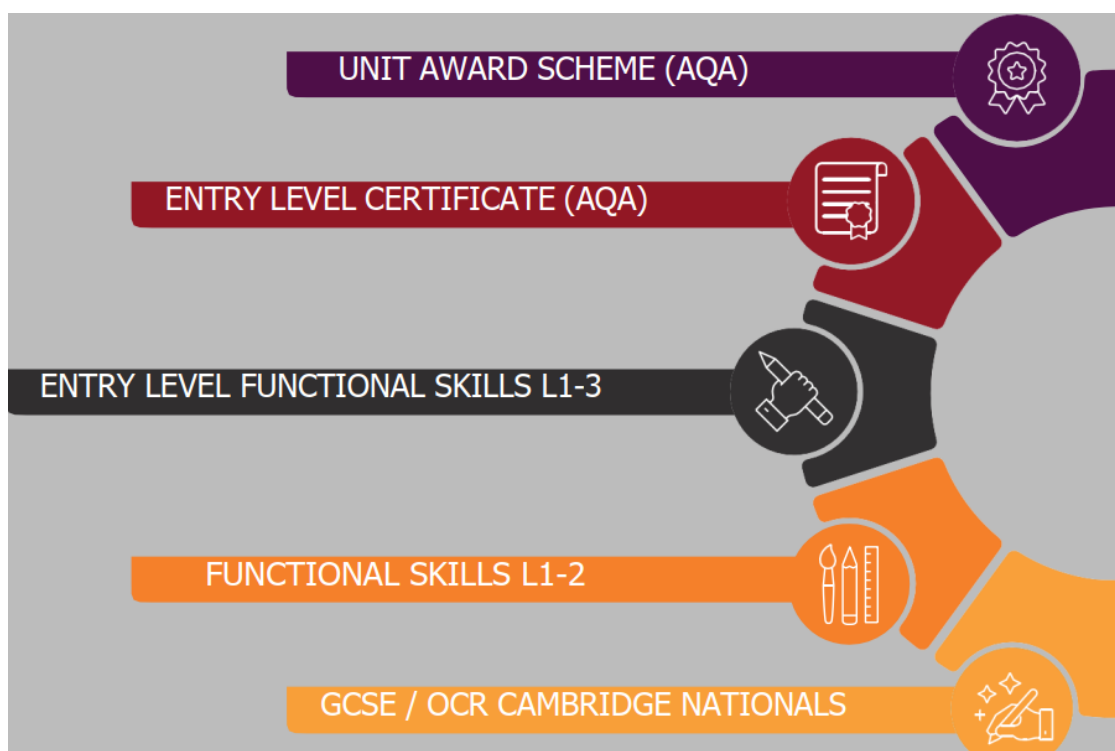 UNIT AWARD SCHEME (AQA)
ENTRY LEVEL CERTIFICATE (AQA)
ENTRY LEVEL FUNCTIONAL SKILLS L1-3
FUNCTIONAL SKILLS L1-2
GCSE / OCR CAMBRIDGE NATIONALS